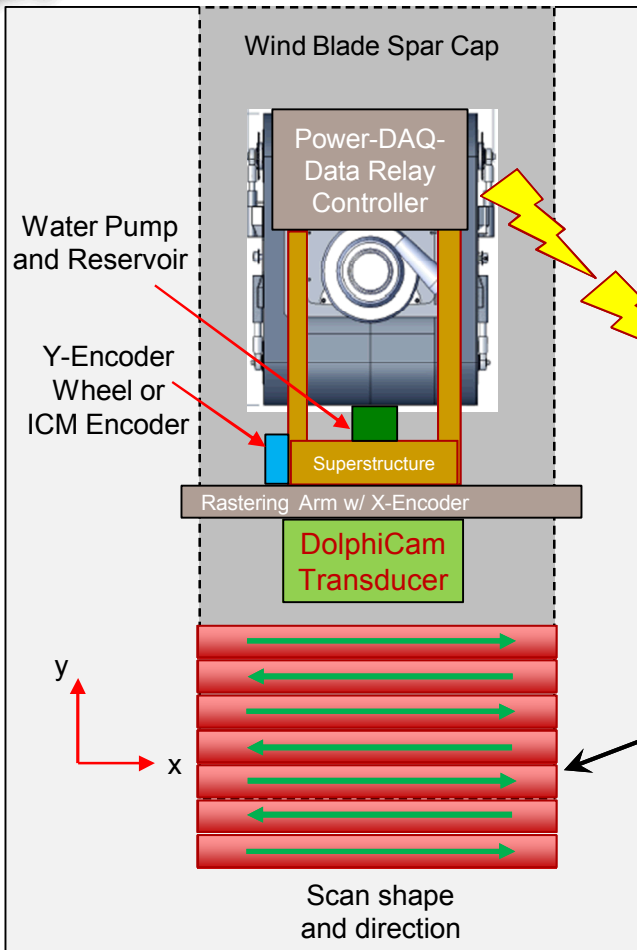 Wind Blade Spar Cap
Power-DAQ-
Data Relay
Controller
Water Pump
and Reservoir
Y-Encoder
Wheel or
ICM Encoder
Superstructure
Rastering Arm w/ X-Encoder
DolphiCam
Transducer
y
x
Scan shape
and direction